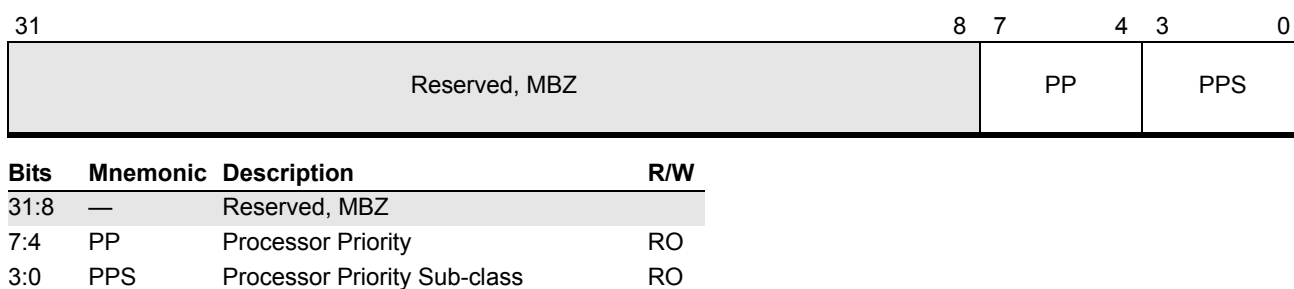 31 8 7 4 3 0
Reserved, MBZ PP PPS
Bits Mnemonic Description R/W
31:8 — Reserved, MBZ
7:4 PP Processor Priority RO
3:0 PPS Processor Priority Sub-class RO